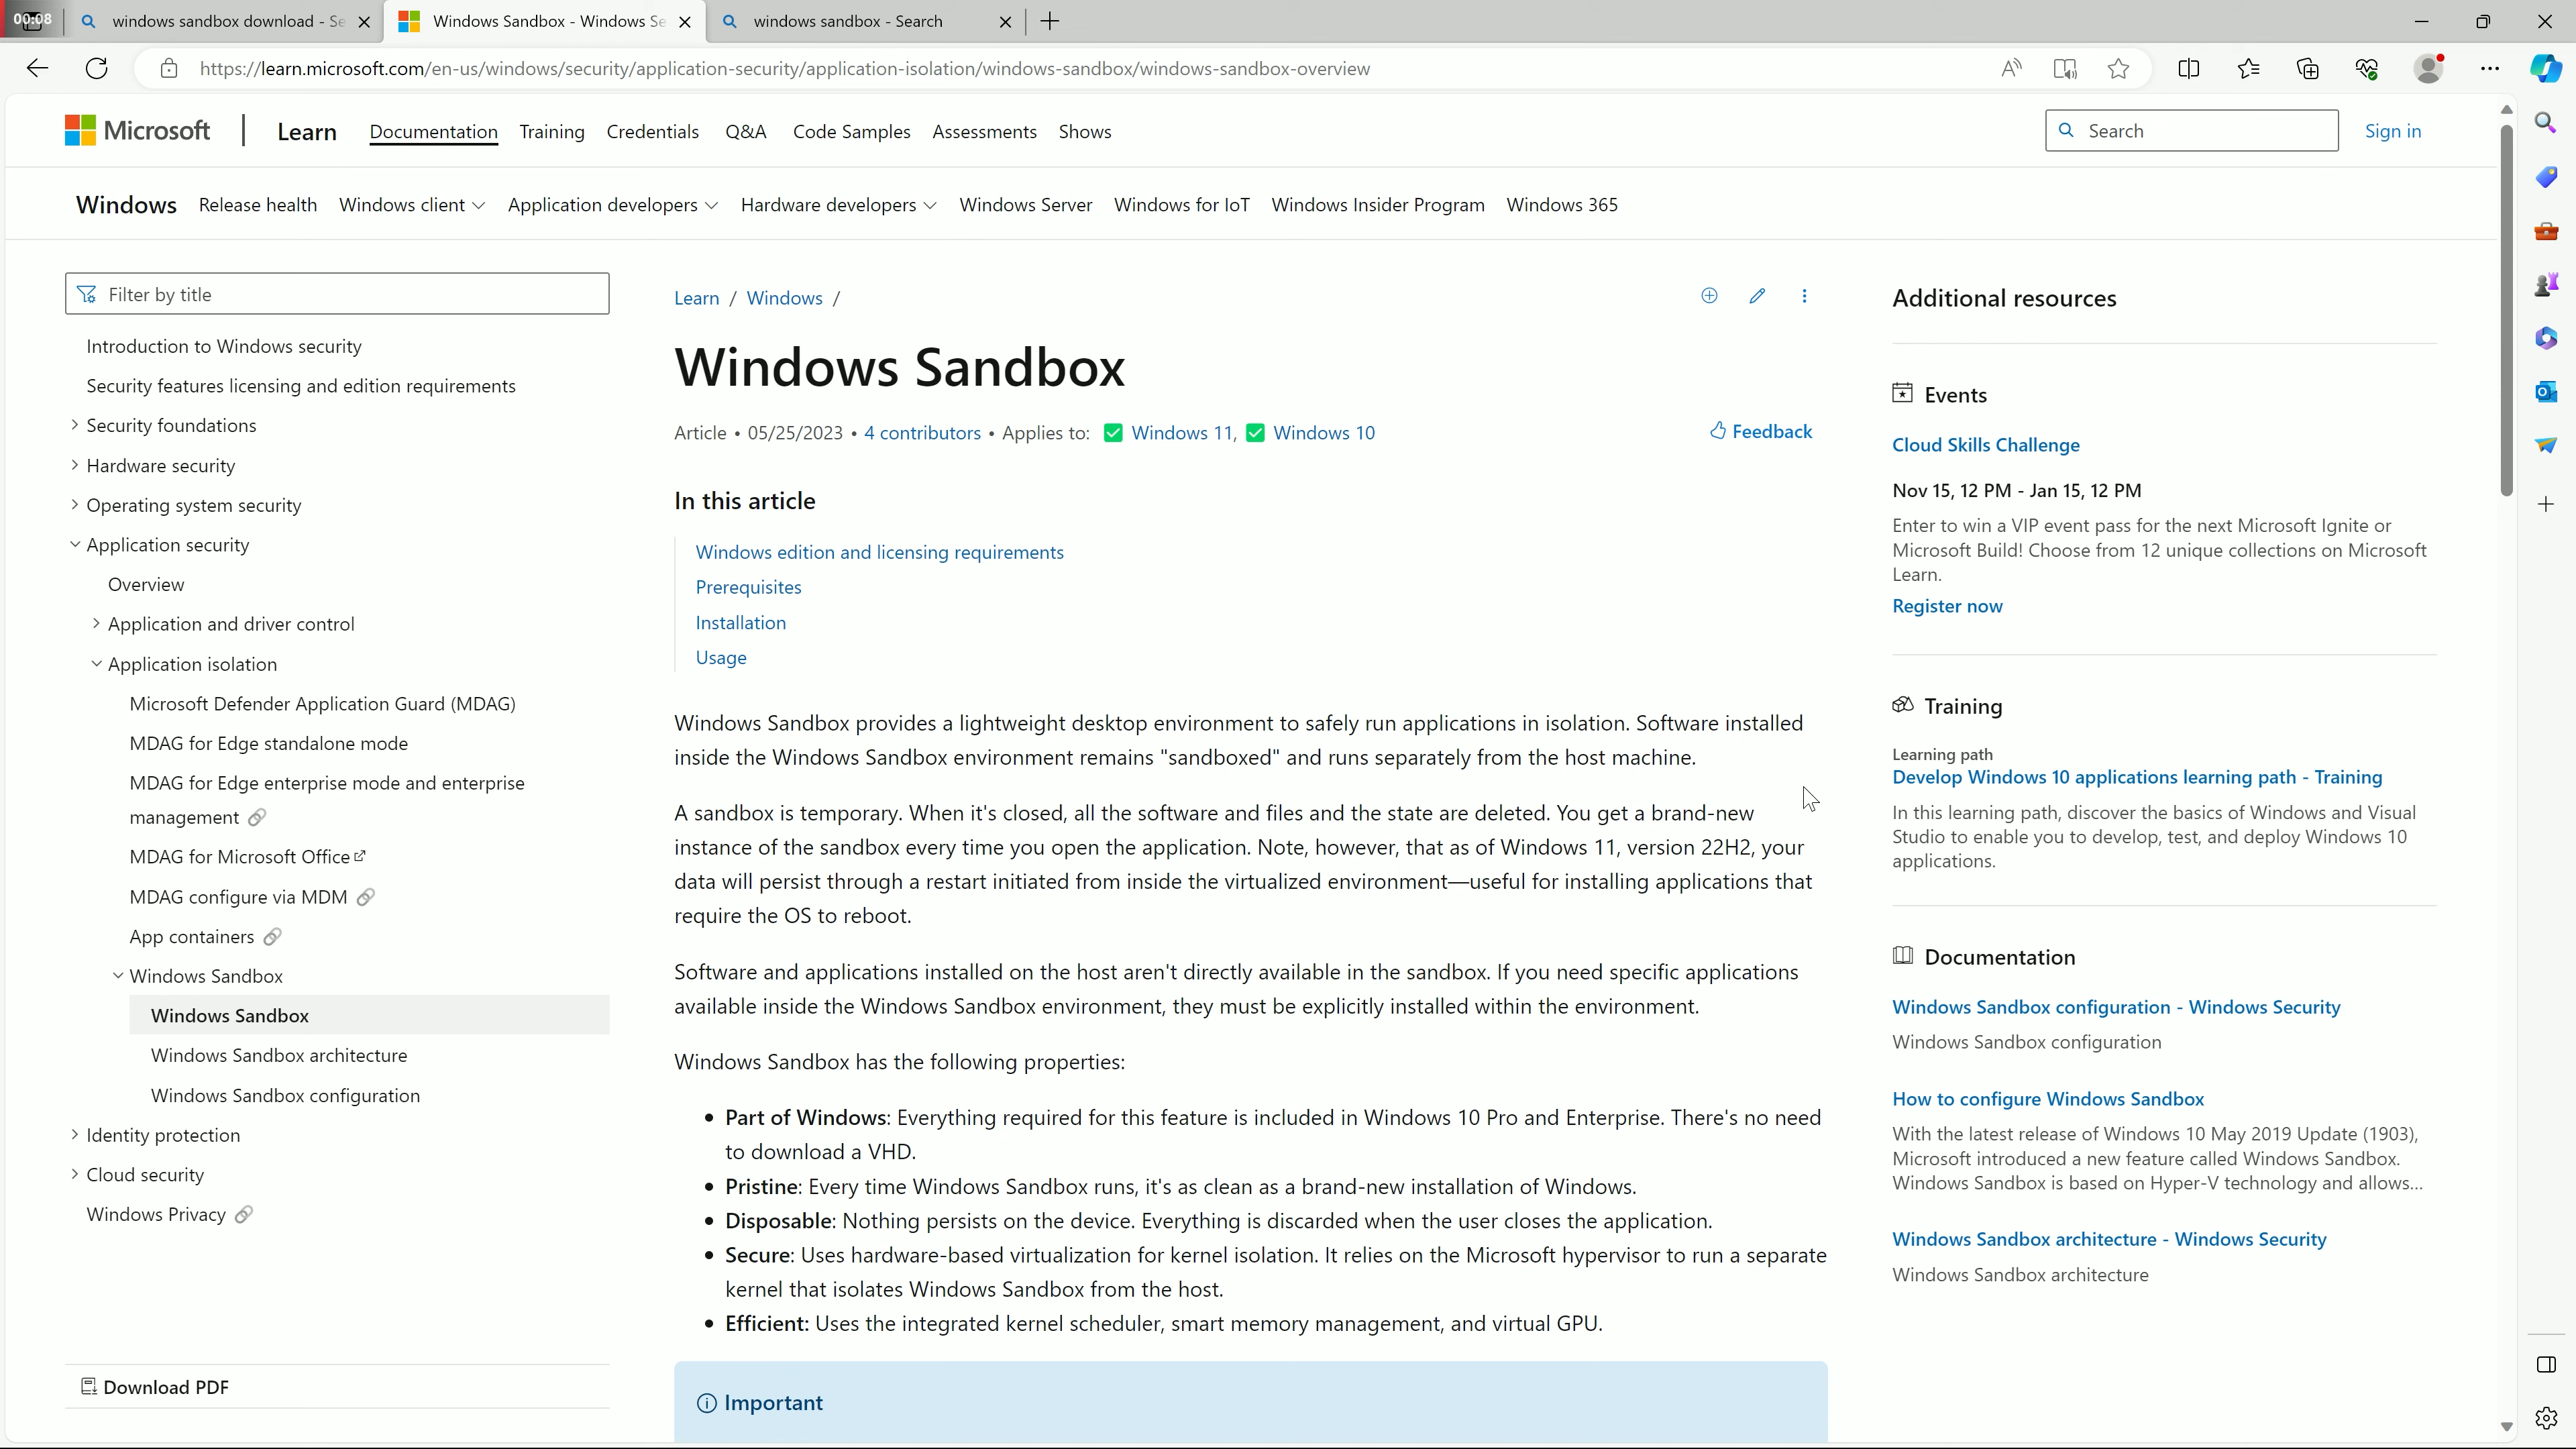 00:08
windows sandbox download - Se
Windows Sandbox - Windows Se
windows sandbox - Search
https://learn.microsoft.com/en-us/windows/security/application-security/application-isolation/windows-sandbox/windows-sandbox-overview
Microsoft
Learn
Documentation
Training
Credentials
Q&A
Code Samples
Assessments
Shows
Search
Sign in
Windows
Release health
Windows client
Application developers
Hardware developers
Windows Server
Windows for IoT
Windows Insider Program
Windows 365
Filter by title
Introduction to Windows security
Security features licensing and edition requirements
Security foundations
Hardware security
Operating system security
Application security
Overview
Application and driver control
Application isolation
Microsoft Defender Application Guard (MDAG)
MDAG for Edge standalone mode
MDAG for Edge enterprise mode and enterprise
management
MDAG for Microsoft Office
MDAG configure via MDM
App containers
Windows Sandbox
Windows Sandbox
Windows Sandbox architecture
Windows Sandbox configuration
Identity protection
Cloud security
Windows Privacy
Download PDF
Learn / Windows /
Windows Sandbox
Article • 05/25/2023 • 4 contributors • Applies to: ✅ Windows 11, ✅ Windows 10
Feedback
In this article
Windows edition and licensing requirements
Prerequisites
Installation
Usage
Windows Sandbox provides a lightweight desktop environment to safely run applications in isolation. Software installed
inside the Windows Sandbox environment remains "sandboxed" and runs separately from the host machine.
A sandbox is temporary. When it's closed, all the software and files and the state are deleted. You get a brand-new
instance of the sandbox every time you open the application. Note, however, that as of Windows 11, version 22H2, your
data will persist through a restart initiated from inside the virtualized environment—useful for installing applications that
require the OS to reboot.
Software and applications installed on the host aren't directly available in the sandbox. If you need specific applications
available inside the Windows Sandbox environment, they must be explicitly installed within the environment.
Windows Sandbox has the following properties:
• Part of Windows: Everything required for this feature is included in Windows 10 Pro and Enterprise. There's no need
to download a VHD.
• Pristine: Every time Windows Sandbox runs, it's as clean as a brand-new installation of Windows.
• Disposable: Nothing persists on the device. Everything is discarded when the user closes the application.
• Secure: Uses hardware-based virtualization for kernel isolation. It relies on the Microsoft hypervisor to run a separate
kernel that isolates Windows Sandbox from the host.
• Efficient: Uses the integrated kernel scheduler, smart memory management, and virtual GPU.
Important
Additional resources
Events
Cloud Skills Challenge
Nov 15, 12 PM - Jan 15, 12 PM
Enter to win a VIP event pass for the next Microsoft Ignite or
Microsoft Build! Choose from 12 unique collections on Microsoft
Learn.
Register now
Training
Learning path
Develop Windows 10 applications learning path - Training
In this learning path, discover the basics of Windows and Visual
Studio to enable you to develop, test, and deploy Windows 10
applications.
Documentation
Windows Sandbox configuration - Windows Security
Windows Sandbox configuration
How to configure Windows Sandbox
With the latest release of Windows 10 May 2019 Update (1903),
Microsoft introduced a new feature called Windows Sandbox.
Windows Sandbox is based on Hyper-V technology and allows...
Windows Sandbox architecture - Windows Security
Windows Sandbox architecture